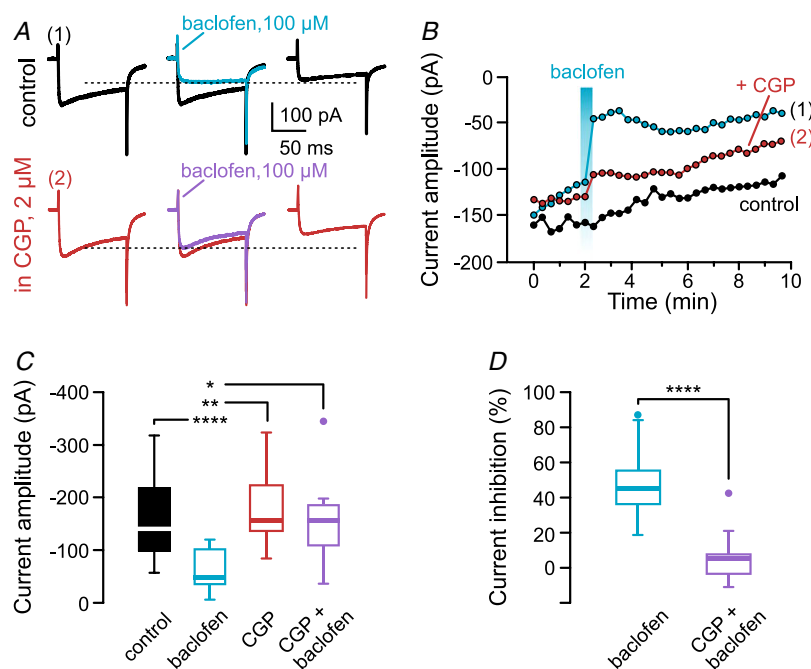 A
(1)
baclofen, 100 μM
control
100 pA
50 ms
(2)
baclofen, 100 μM
in CGP, 2 μM
B
Current amplitude (pA)
0
-50
-100
-150
-200
baclofen
+ CGP
(1)
(2)
control
0
2
4
6
8
10
Time (min)
C
Current amplitude (pA)
-400
-300
-200
-100
0
*
**
****
control
baclofen
CGP
CGP +
baclofen
D
Current inhibition (%)
100
80
60
40
20
0
****
baclofen
CGP +
baclofen